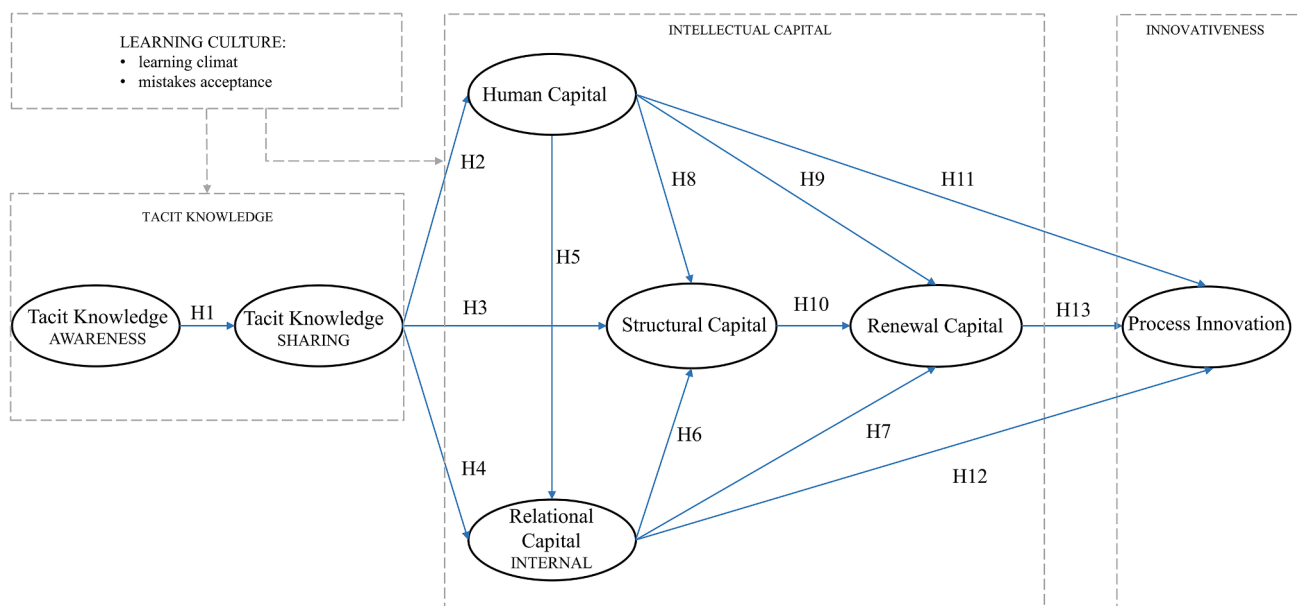 LEARNING CULTURE:
• learning climat
• mistakes acceptance
INTELLECTUAL CAPITAL
INNOVATIVENESS
Human Capital
H2
H8
H9
H11
TACIT KNOWLEDGE
H5
Tacit Knowledge
AWARENESS
H1
Tacit Knowledge
SHARING
H3
Structural Capital
H10
Renewal Capital
H13
Process Innovation
H4
H6
H7
H12
Relational
Capital
INTERNAL